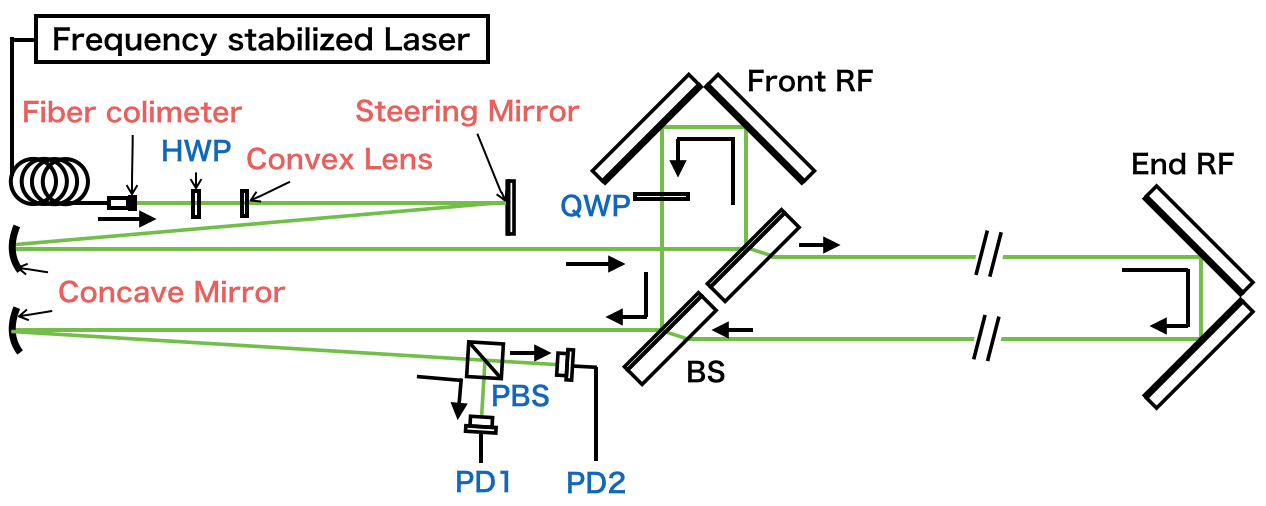 Frequency stabilized Laser
Front RF
Fiber colimeter
Steering Mirror
HWP
Convex Lens
End RF
QWP
Concave Mirror
BS
PBS
PD1
PD2